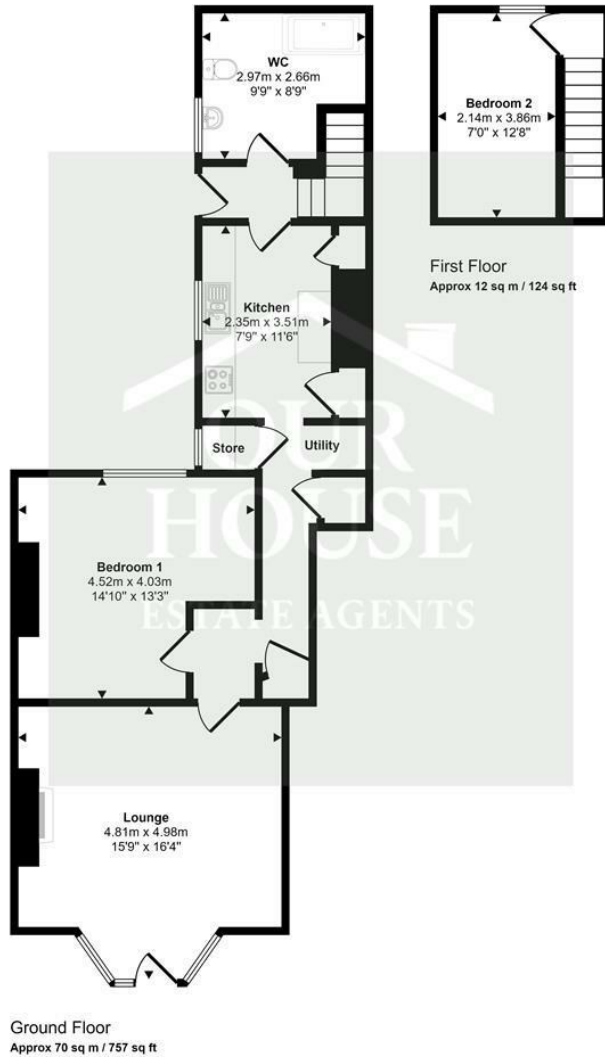 WC
2.97m x 2.66m
9'9" x 8'9"
Bedroom 2
2.14m x 3.86m
7'0" x 12'8"
First Floor
Approx 12 sq m / 124 sq ft
Kitchen
2.35m x 3.51m
7'9" x 11'6"
Store
Utility
OUR
HOUSE
ESTATE AGENTS
Bedroom 1
4.52m x 4.03m
14'10" x 13'3"
Lounge
4.81m x 4.98m
15'9" x 16'4"
Ground Floor
Approx 70 sq m / 757 sq ft